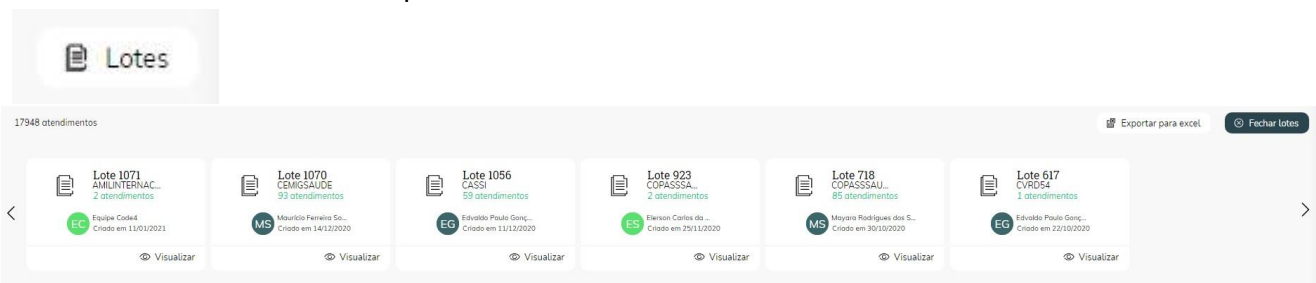 Lotes
17948 atendimentos
Exportar para excel
Fechar lotes
Lote 1071
AMILINTERNAC...
2 atendimentos
EC
Equipe Code4
Criado em 11/01/2021
Visualizar
Lote 1070
CEMIGSAUDE
93 atendimentos
MS
Maurício Ferreira So...
Criado em 14/12/2020
Visualizar
Lote 1056
CASSI
59 atendimentos
EG
Edvaldo Paulo Gonç...
Criado em 11/12/2020
Visualizar
Lote 923
COPASSSA...
2 atendimentos
ES
Elerson Carlos da ...
Criado em 25/11/2020
Visualizar
Lote 718
COPASSSAU...
85 atendimentos
MS
Mayara Rodrigues dos S...
Criado em 30/10/2020
Visualizar
Lote 617
CVRD54
1 atendimentos
EG
Edvaldo Paulo Gonç...
Criado em 22/10/2020
Visualizar